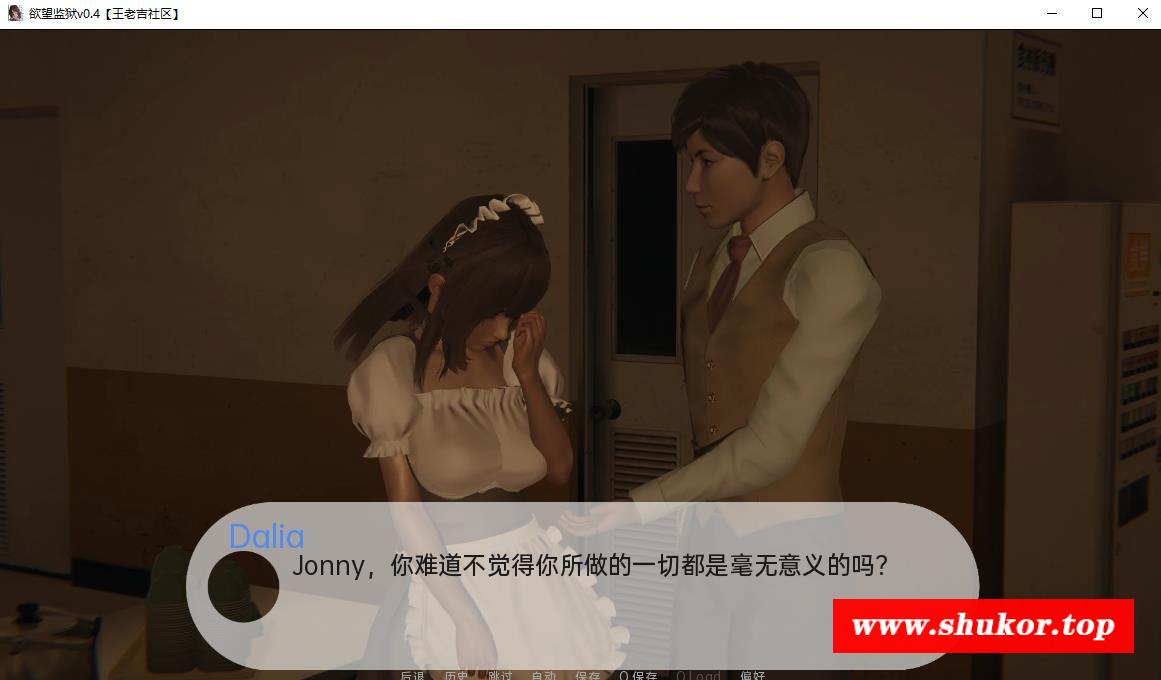 欲望监狱v0.4【王老吉社区】
Dalia
Jonny，你难道不觉得你所做的一切都是毫无意义的吗?
www.shukor.top
后退 历史 跳过 自动 保存 Q.保存 Q.Load 偏好